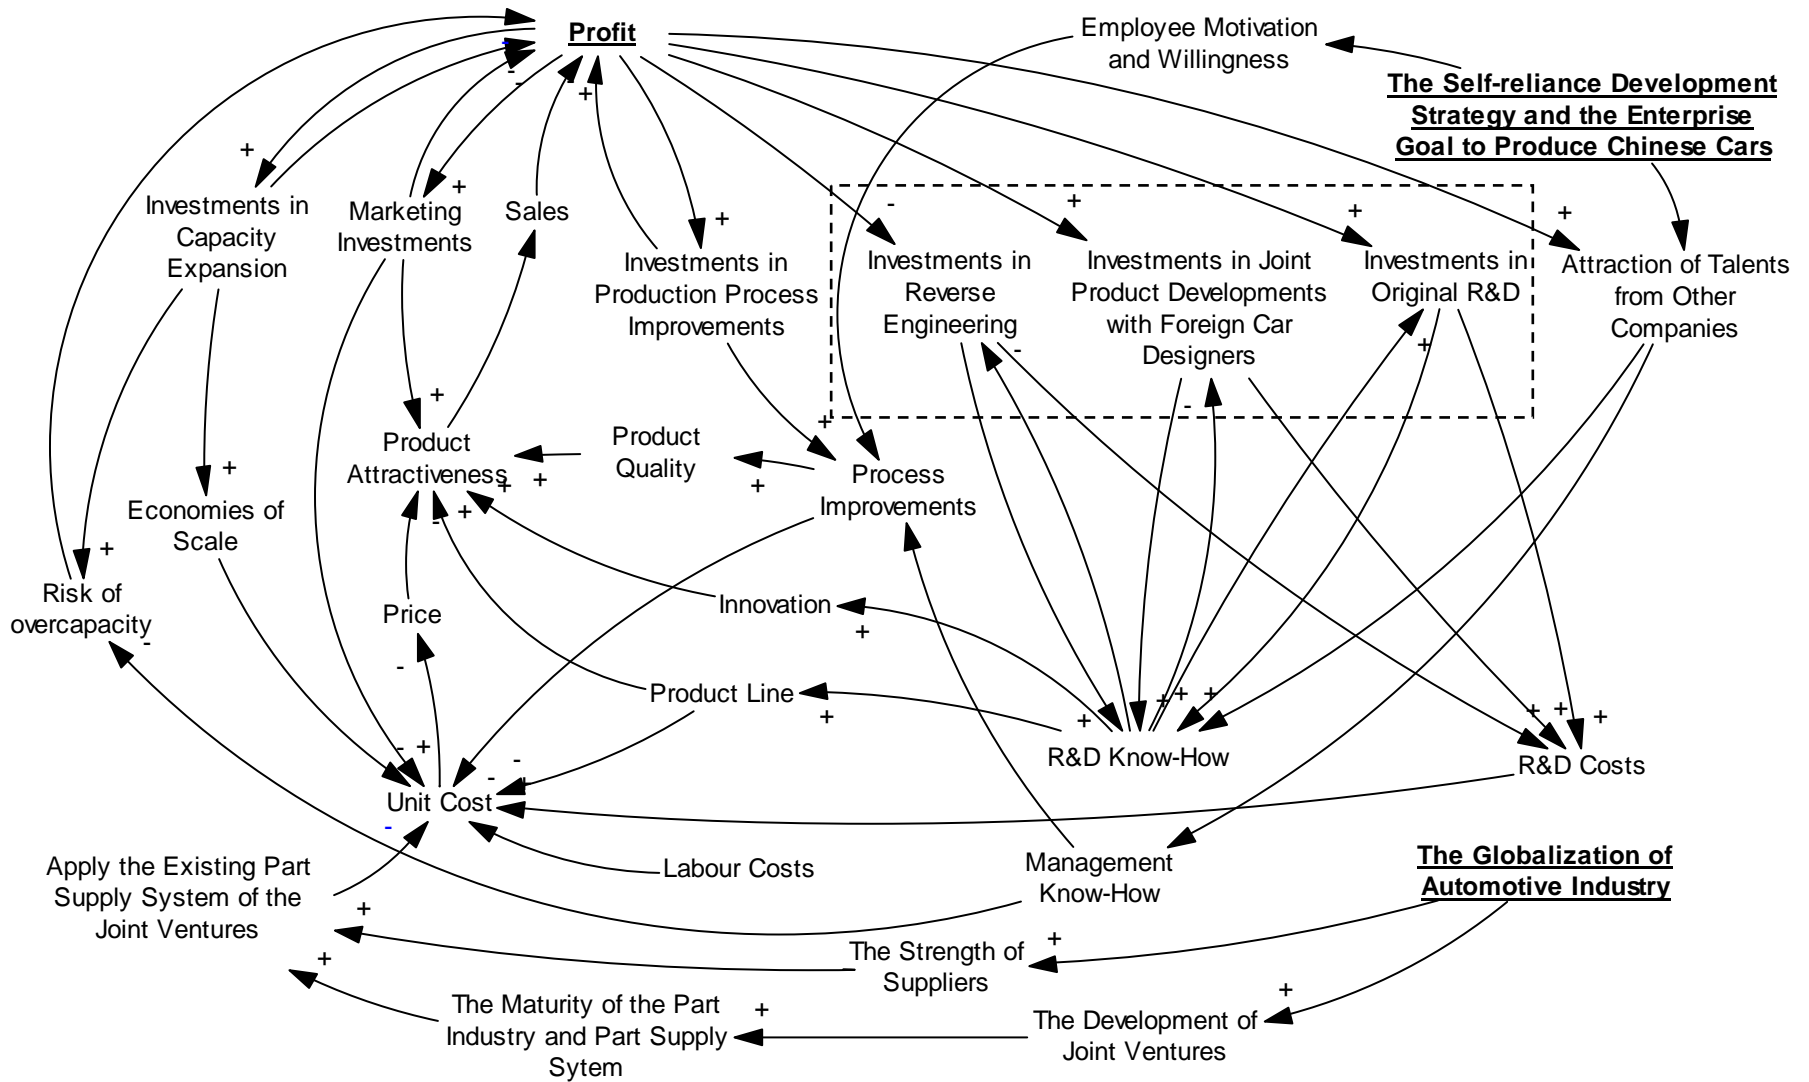 Profit
Employee Motivation
and Willingness
The Self-reliance Development
Strategy and the Enterprise
Goal to Produce Chinese Cars
Investments in
Capacity
Expansion
Marketing
Investments
Sales
Investments in
Production Process
Improvements
Investments in
Reverse
Engineering
Investments in Joint
Product Developments
with Foreign Car
Designers
Investments in
Original R&D
Attraction of Talents
from Other
Companies
Product
Attractiveness
Product
Quality
Process
Improvements
Economies of
Scale
Risk of
overcapacity
Price
Innovation
Product Line
R&D Know-How
R&D Costs
Unit Cost
Labour Costs
Management
Know-How
The Globalization of
Automotive Industry
Apply the Existing Part
Supply System of the
Joint Ventures
The Strength of
Suppliers
The Maturity of the Part
Industry and Part Supply
Sytem
The Development of
Joint Ventures